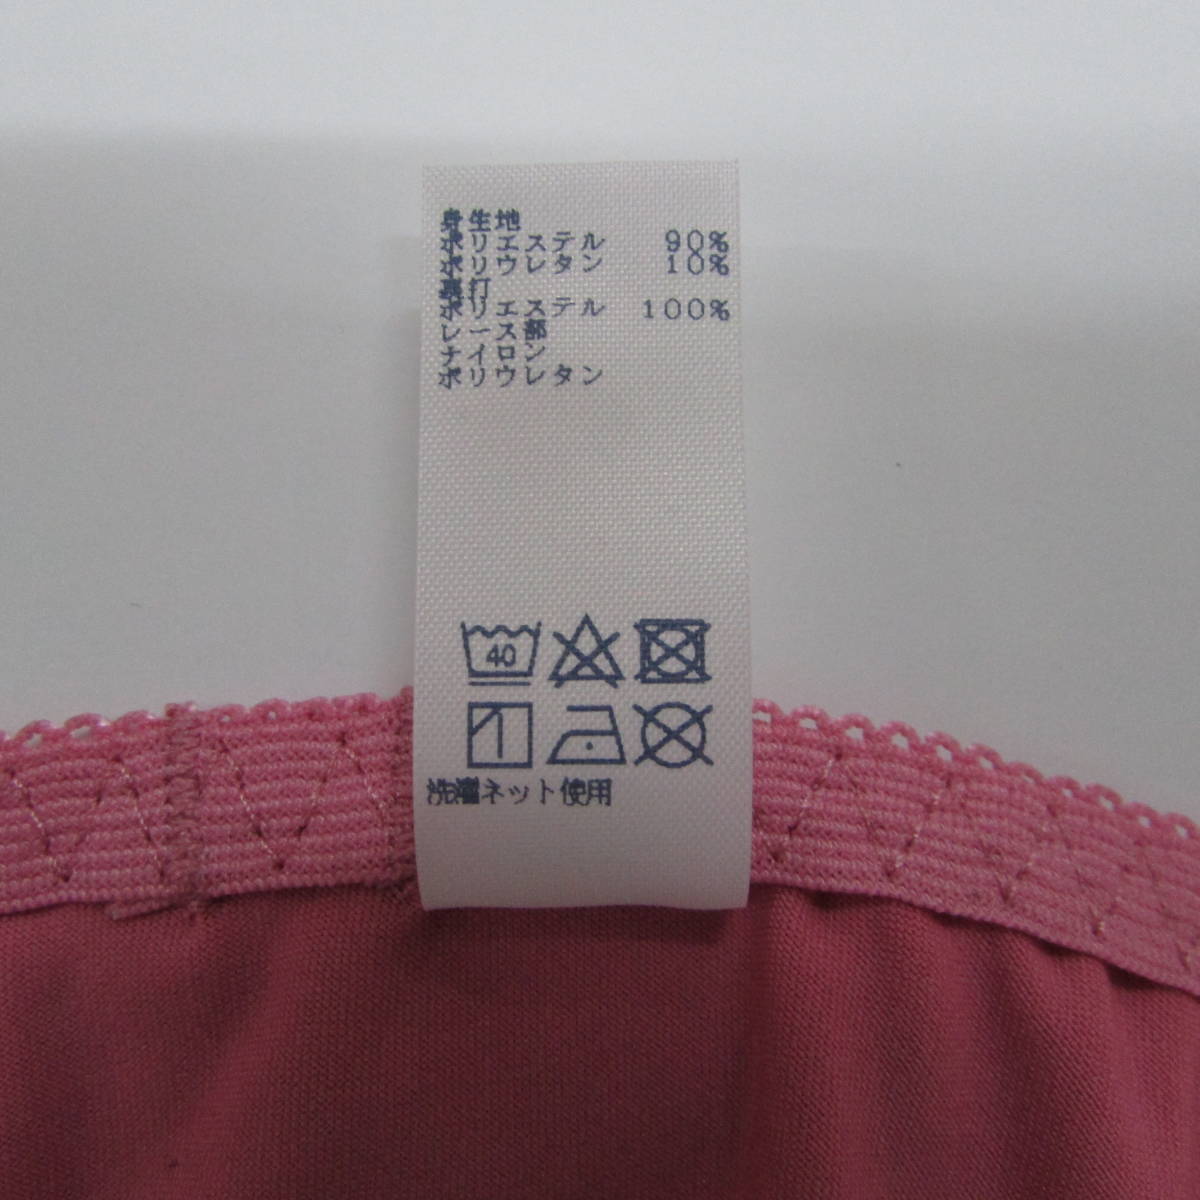 身生地
ポリエステル 90%
ポリウレタン 10%
裏打
ポリエステル 100%
レース部
ナイロン
ポリウレタン
40
洗濯ネット使用